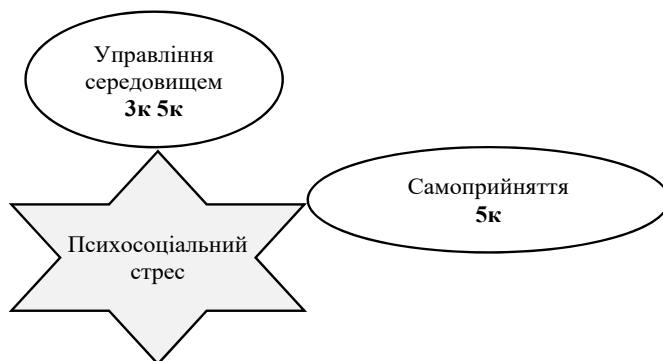 Управління
середовищем
3к 5к
Самоприйняття
5к
Психосоціальний
стрес